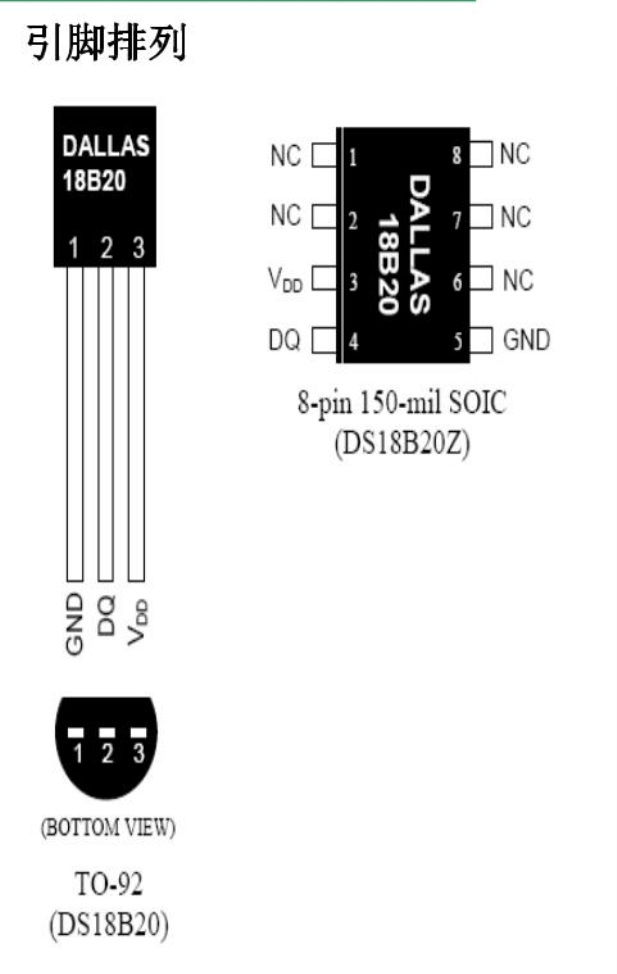 引脚排列
DALLAS
18B20
1 2 3
GND
DQ
VDD
1 2 3
(BOTTOM VIEW)
TO-92
(DS18B20)
NC 1 8 NC
NC 2 7 NC
VDD 3 6 NC
DQ 4 5 GND
DALLAS
18B20
8-pin 150-mil SOIC
(DS18B20Z)